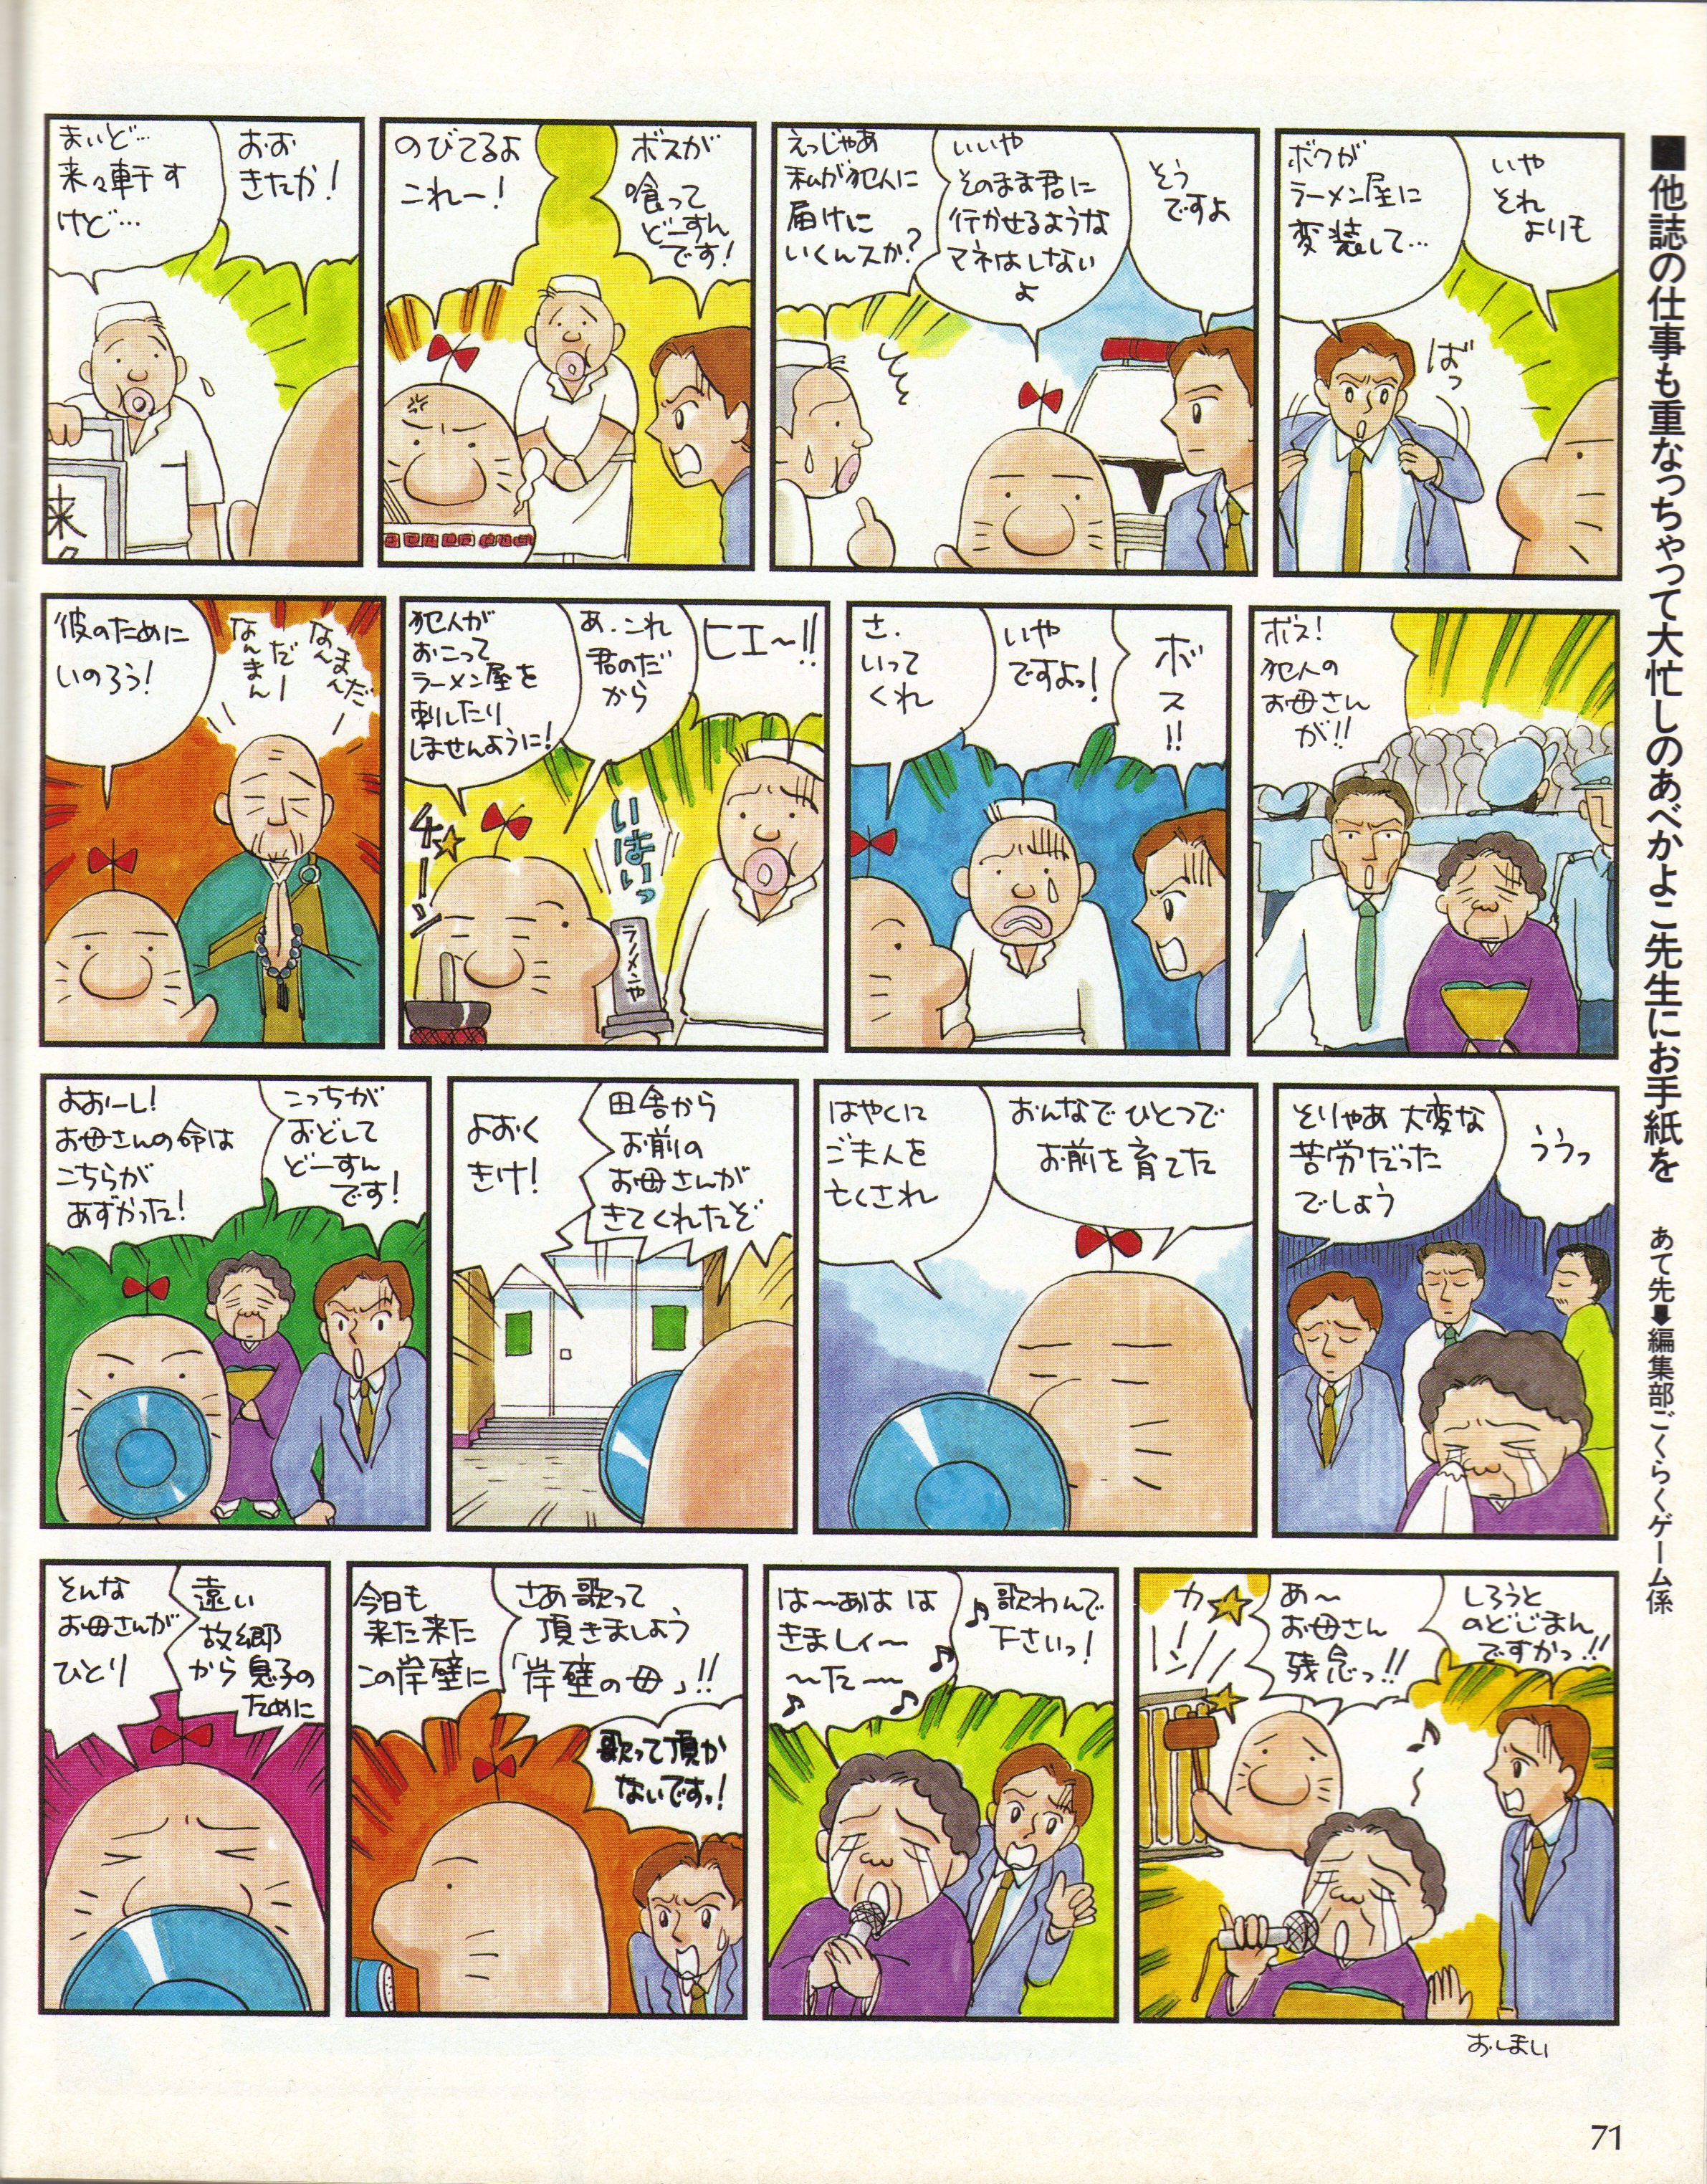 ■他誌の仕事も重なっちゃって大忙しのあべかよこ先生にお手紙を　あて先➡編集部ごくらくゲーム係
まいど…
来々軒す
けど…
おお
きたか!
来々
のびてるよ
これー!
ボスが
喰って
どーすん
です!
えっじゃあ
私が犯人に
届けに
いくんスか?
いいや
そのまま君に
行かせるような
マネはしない
よ
そう
ですよ
ボクが
ラーメン屋に
変装して…
ばっ
いや
それ
よりも
彼のために
いのろう!
なんまんだー
なんまんだー
犯人が
おこって
ラーメン屋を
刺したり
しませんように!
チーン
あ.これ
君のだ
から
いはいっ
ラーメンや
ヒエ〜!!
さ.
いって
くれ
いや
ですよっ!
ボス!!
ボス!
犯人の
お母さん
が!!
よおーし!
お母さんの命は
こちらが
あずかった!
こっちが
おどして
どーすん
です!
よおく
きけ!
田舎から
お前の
お母さんが
きてくれたぞ
はやくに
ご夫人を
亡くされ
おんなでひとつで
お前を育てた
そりゃあ大変な
苦労だった
でしょう
ううっ
そんな
お母さんが
ひとり
遠い
故郷
から息子の
ために
今日も
来た来た
この岸壁に
さあ歌って
頂きましよう
「岸壁の母」!!
歌って頂か
ないですッ!
は〜あは は
きましィ〜
〜た〜
♪歌わんで
下さいっ!
カーン
あ〜
お母さん
残念っ!!
しろうと
のどじまん
ですかっ!!
おしまい
71